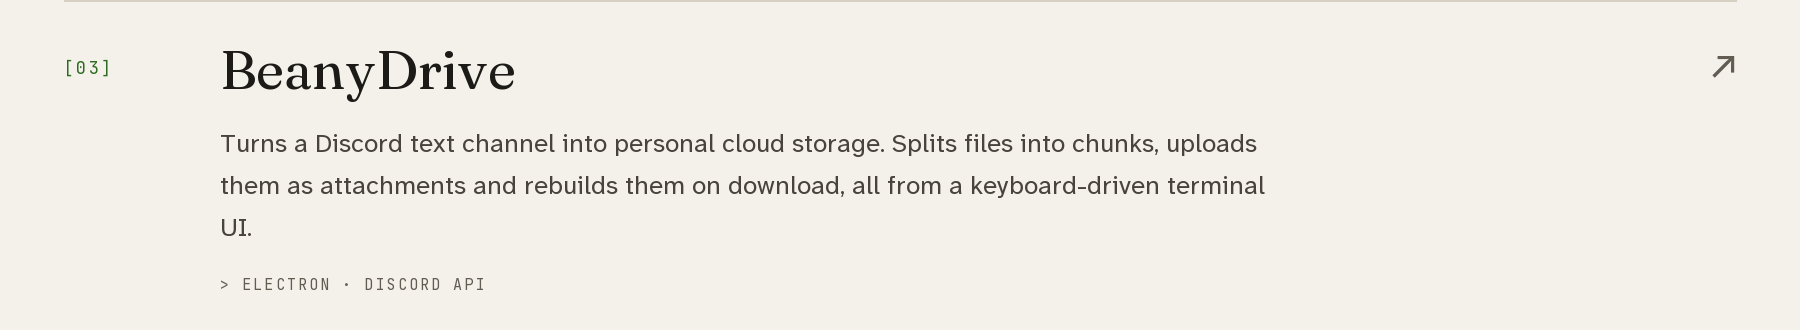 [03]
BeanyDrive
Turns a Discord text channel into personal cloud storage. Splits files into chunks, uploads
them as attachments and rebuilds them on download, all from a keyboard-driven terminal
UI.
> ELECTRON · DISCORD API